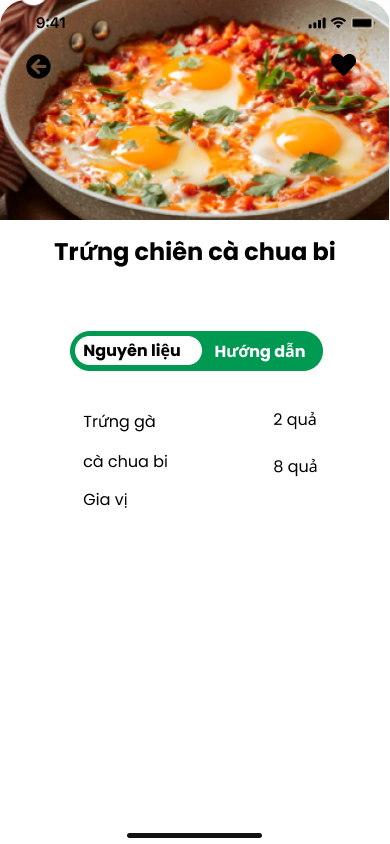 9:41
Trứng chiên cà chua bi
Nguyên liệu Hướng dẫn
Trứng gà 2 quả
cà chua bi 8 quả
Gia vị